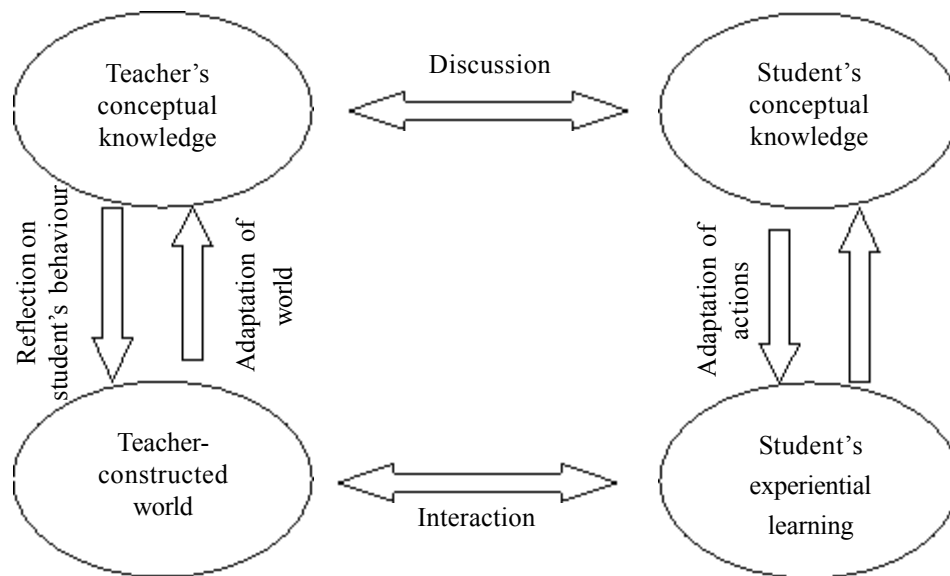 Teacher's
conceptual
knowledge
Discussion
Student's
conceptual
knowledge
Reflection on
student's behaviour
Adaptation of
world
Adaptation of
actions
Teacher-
constructed
world
Interaction
Student's
experiential
learning